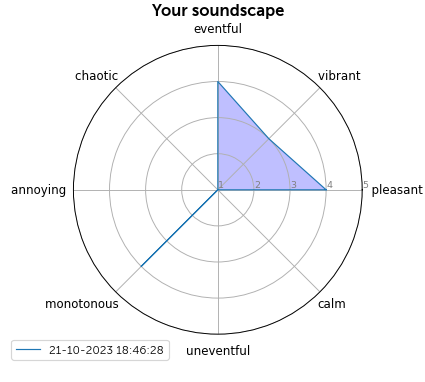 Your soundscape
eventful
chaotic
vibrant
annoying
1 2 3 4 5
pleasant
monotonous
calm
uneventful
21-10-2023 18:46:28